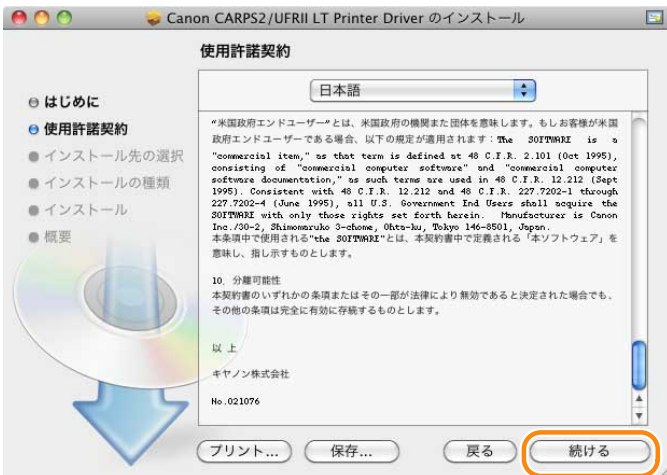 Canon CARPS2/UFRII LT Printer Driver のインストール
使用許諾契約
日本語
はじめに
使用許諾契約
インストール先の選択
インストールの種類
インストール
概要
“米国政府エンドユーザー”とは、米国政府の機関または団体を意味します。もしお客様が米国
政府エンドユーザーである場合、以下の規定が適用されます：The SOFTWARE is a
"commercial item," as that term is defined at 48 C.F.R. 2.101 (Oct 1995),
consisting of "commercial computer software" and "commercial computer
software documentation," as such terms are used in 48 C.F.R. 12.212 (Sept
1995). Consistent with 48 C.F.R. 12.212 and 48 C.F.R. 227.7202-1 through
227.7202-4 (June 1995), all U.S. Government End Users shall acquire the
SOFTWARE with only those rights set forth herein. Manufacturer is Canon
Inc./30-2, Shimomaruko 3-chome, Ohta-ku, Tokyo 146-8501, Japan.
本条項中で使用される"the SOFTWARE"とは、本契約書中で定義される「本ソフトウェア」を
意味し、指し示すものとします。
10．分離可能性
本契約書のいずれかの条項またはその一部が法律により無効であると決定された場合でも、
その他の条項は完全に有効に存続するものとします。
以 上
キヤノン株式会社
No.021076
プリント... 保存... 戻る 続ける